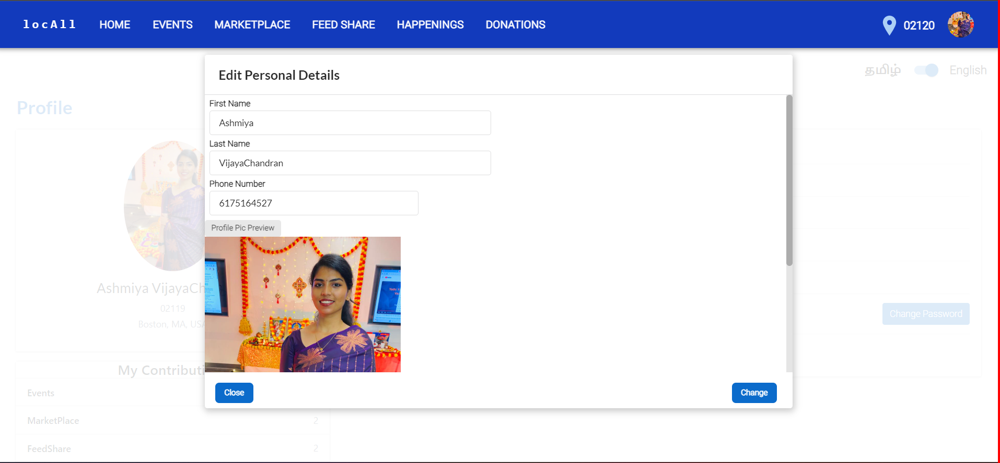 locAll HOME EVENTS MARKETPLACE FEED SHARE HAPPENINGS DONATIONS 02120
தமிழ் English
Edit Personal Details
Profile
First Name
Ashmiya
Last Name
VijayaChandran
Phone Number
6175164527
Profile Pic Preview
Ashmiya VijayaCh
02119
Boston, MA, USA
Change Password
My Contributi
Events
Close Change
MarketPlace 2
FeedShare 2